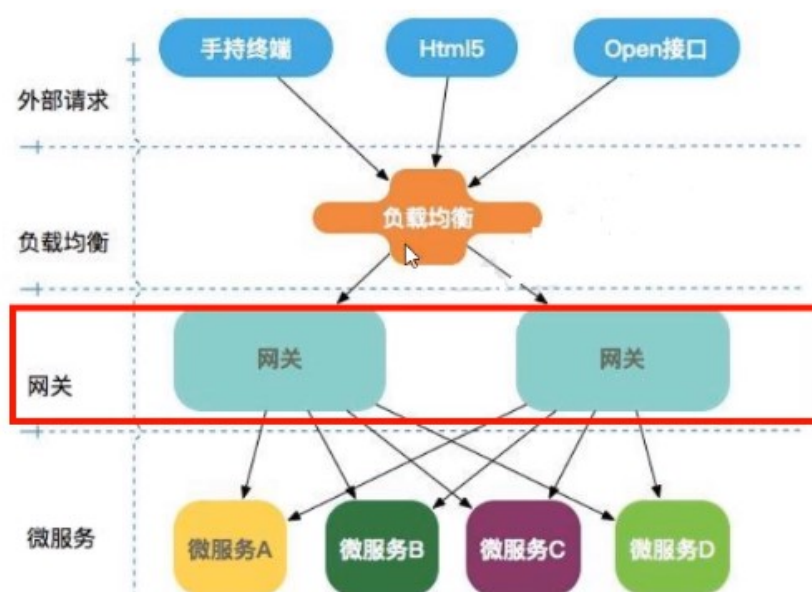 手持终端
Html5
Open接口
外部请求
负载均衡
负载均衡
网关
网关
网关
微服务
微服务A
微服务B
微服务C
微服务D